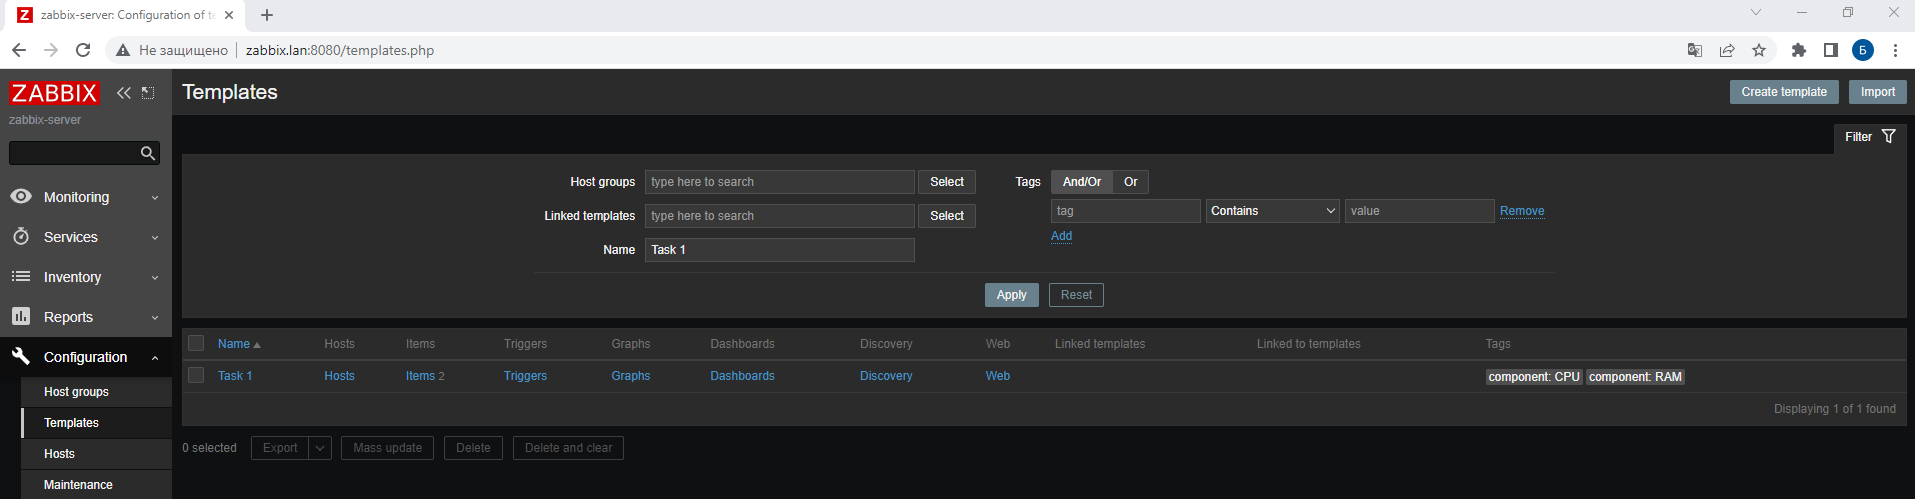 zabbix-server: Configuration of te
Не защищено zabbix.lan:8080/templates.php Б
ZABBIX
zabbix-server
Monitoring
Services
Inventory
Reports
Configuration
Host groups
Templates
Hosts
Maintenance
Templates Create template Import
Filter
Host groups type here to search Select Tags And/Or Or
Linked templates type here to search Select tag Contains value Remove
Add
Name Task 1
Apply Reset
Name Hosts Items Triggers Graphs Dashboards Discovery Web Linked templates Linked to templates Tags
Task 1 Hosts Items 2 Triggers Graphs Dashboards Discovery Web component: CPU component: RAM
Displaying 1 of 1 found
0 selected Export Mass update Delete Delete and clear